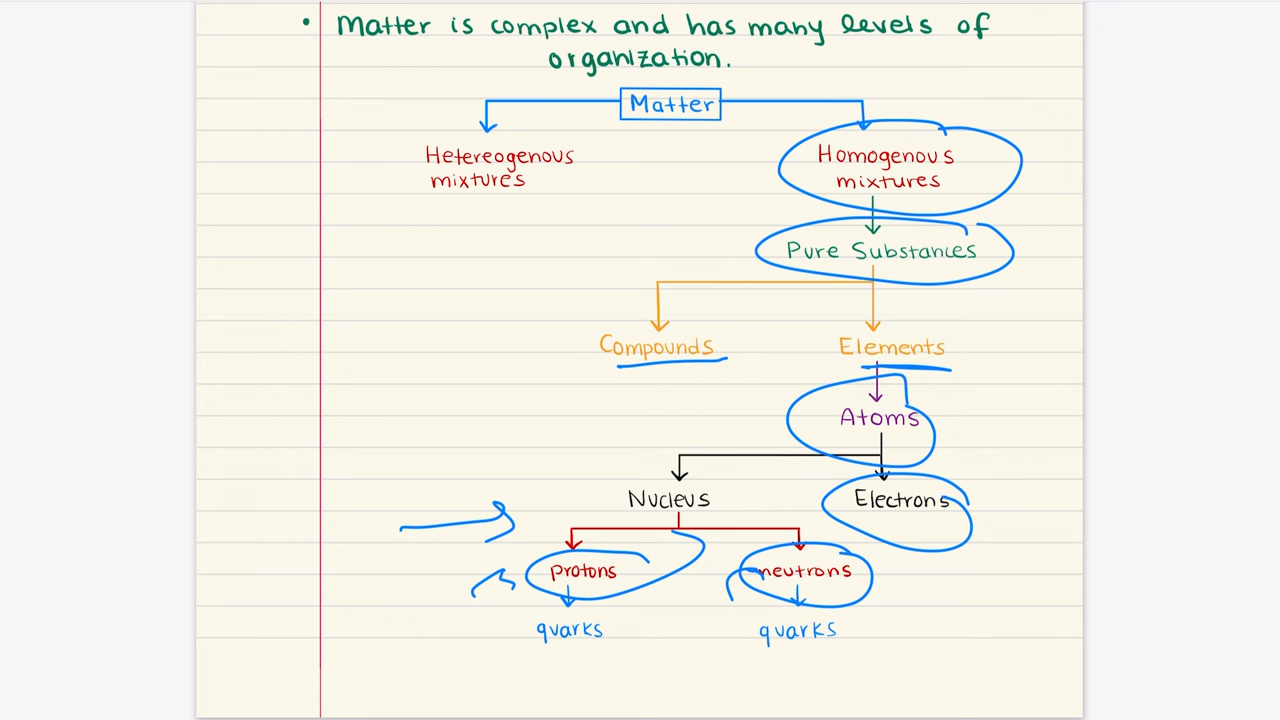 • Matter is complex and has many levels of
organization.
Matter
Hetereogenous
mixtures
Homogenous
mixtures
Pure Substances
Compounds
Elements
Atoms
Nucleus
Electrons
protons
neutrons
quarks
quarks